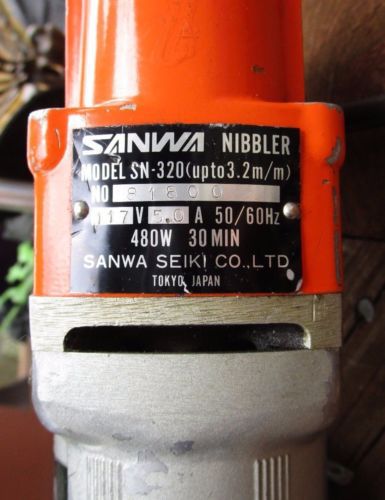 SANWA NIBBLER
MODEL SN-320(upto3.2m/m)
NO 81800
117V 5.0 A 50/60Hz
480W 30MIN
SANWA SEIKI CO.,LTD
TOKYO, JAPAN